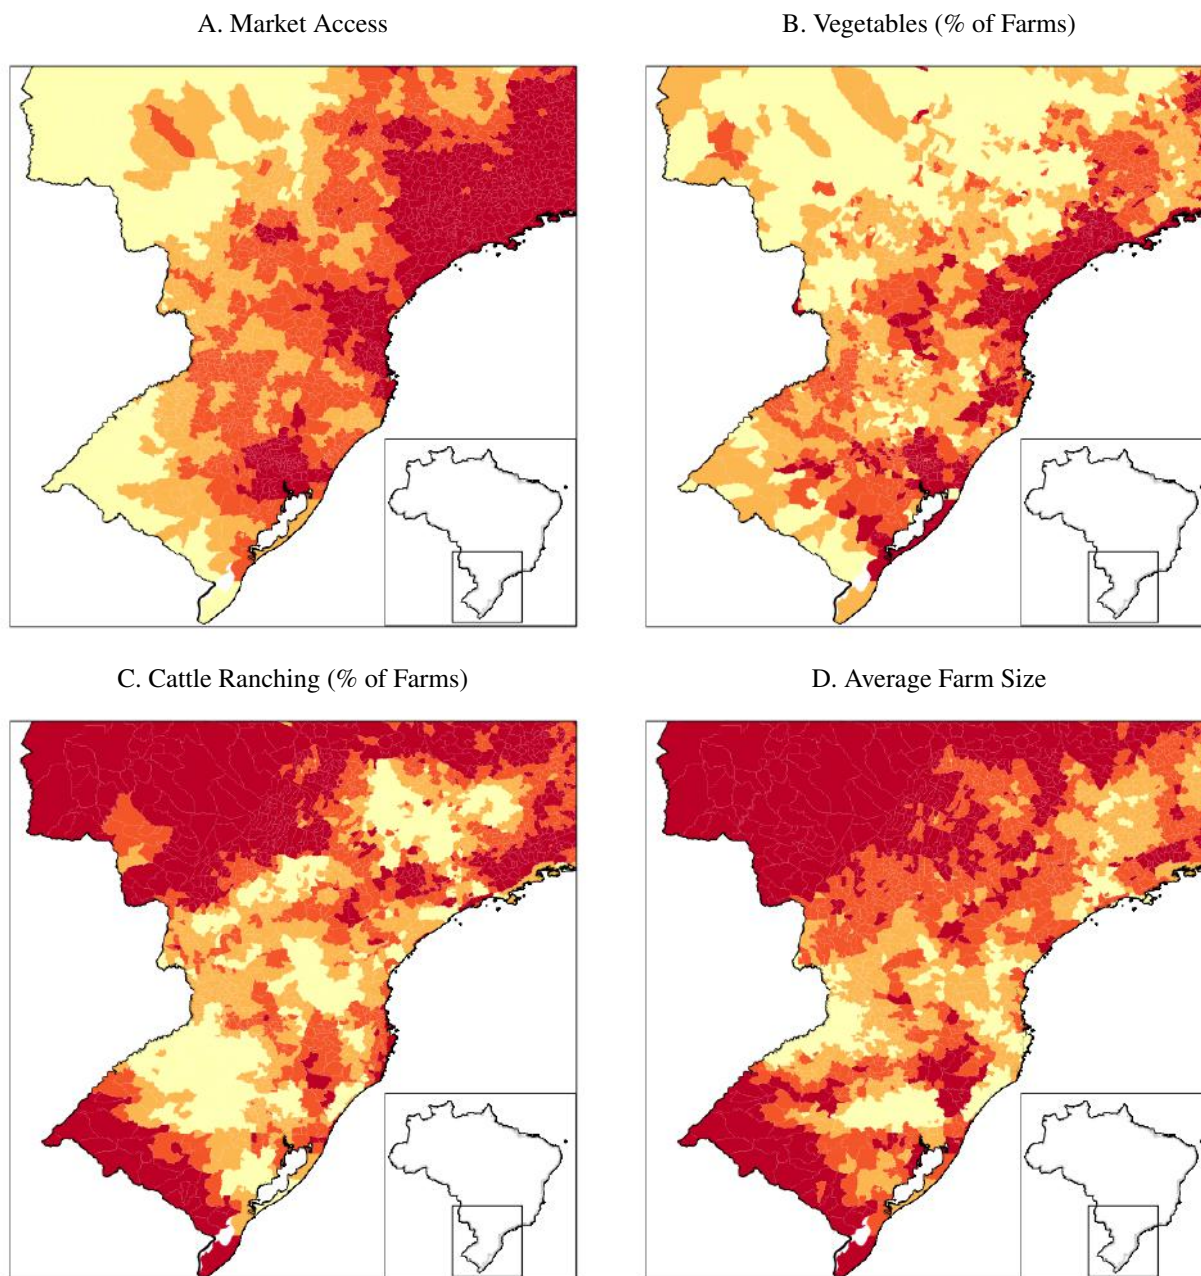 A. Market Access
B. Vegetables (% of Farms)
C. Cattle Ranching (% of Farms)
D. Average Farm Size